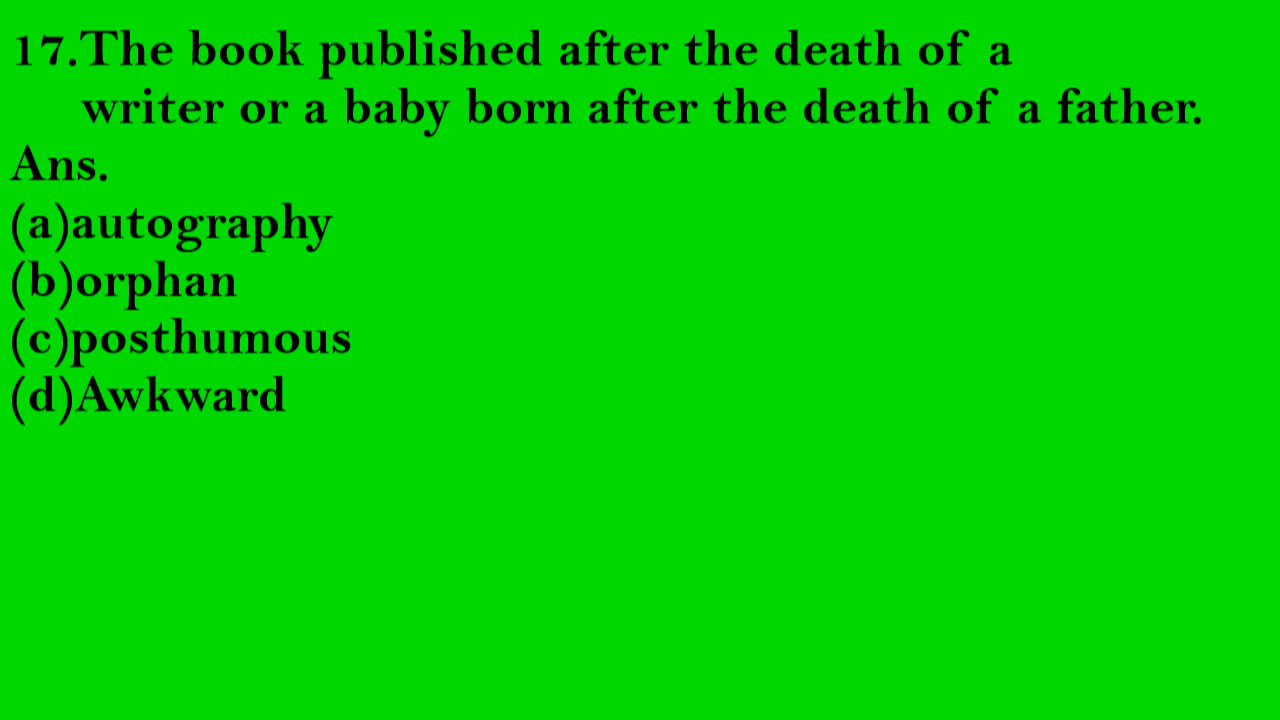 17.The book published after the death of a
writer or a baby born after the death of a father.
Ans.
(a)autography
(b)orphan
(c)posthumous
(d)Awkward